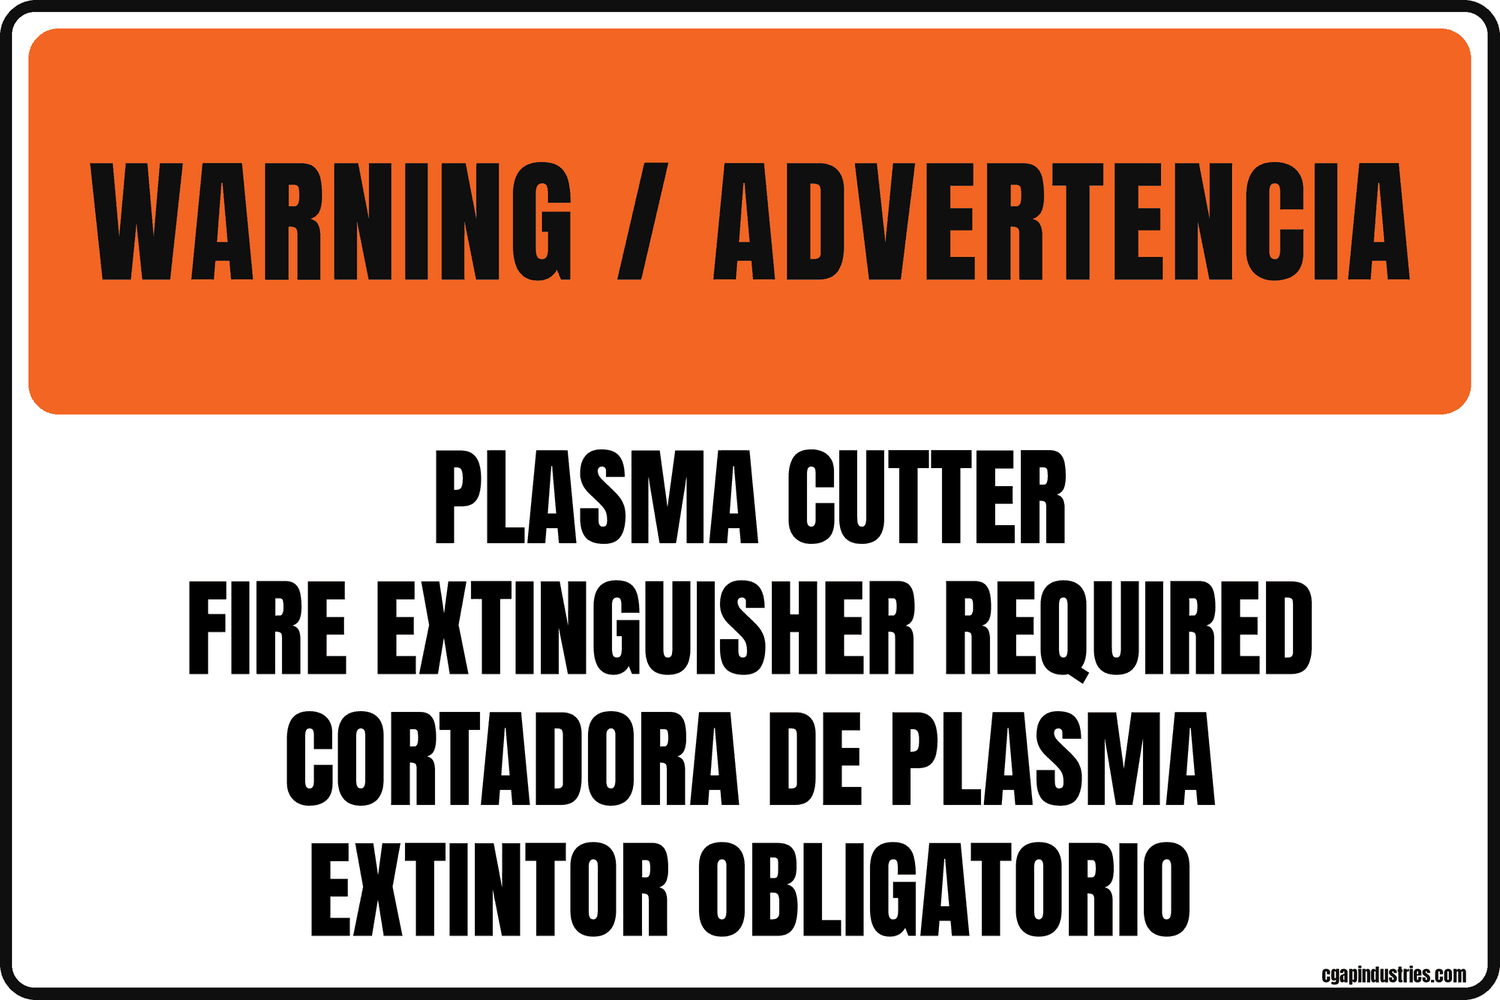 WARNING / ADVERTENCIA
PLASMA CUTTER
FIRE EXTINGUISHER REQUIRED
CORTADORA DE PLASMA
EXTINTOR OBLIGATORIO
cgapindustries.com